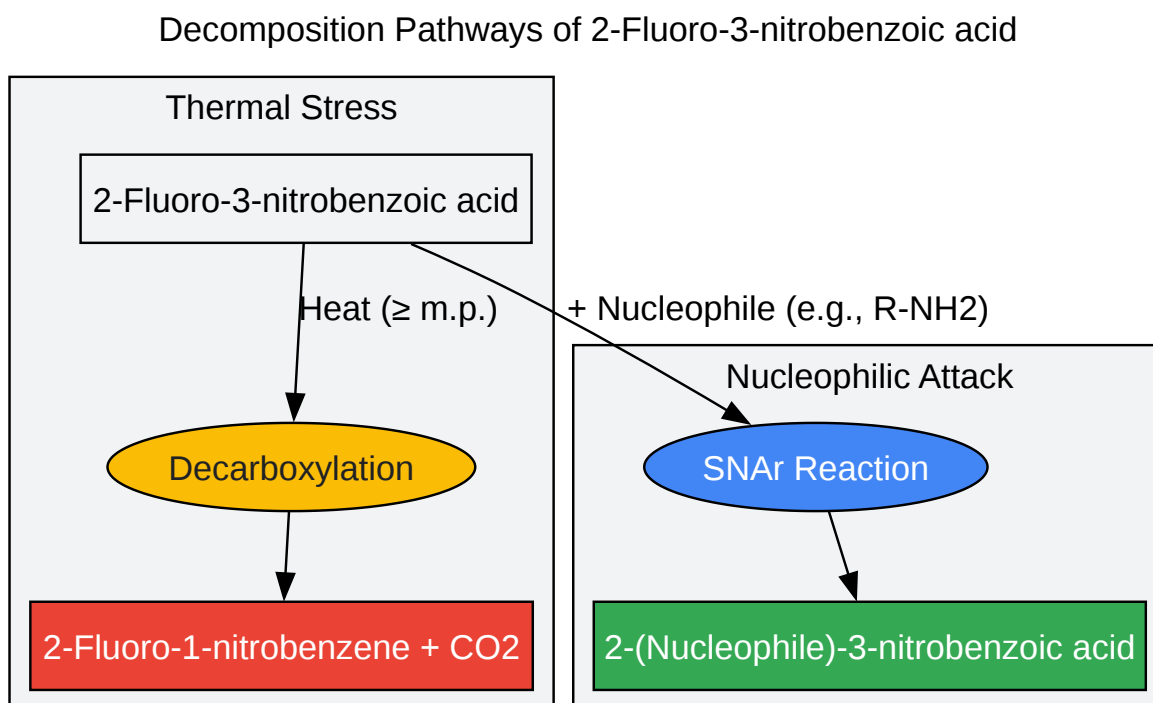 Decomposition Pathways of 2-Fluoro-3-nitrobenzoic acid
Thermal Stress
2-Fluoro-3-nitrobenzoic acid
Heat (≥ m.p.)
+ Nucleophile (e.g., R-NH2)
Nucleophilic Attack
Decarboxylation
SNAr Reaction
2-Fluoro-1-nitrobenzene + CO2
2-(Nucleophile)-3-nitrobenzoic acid